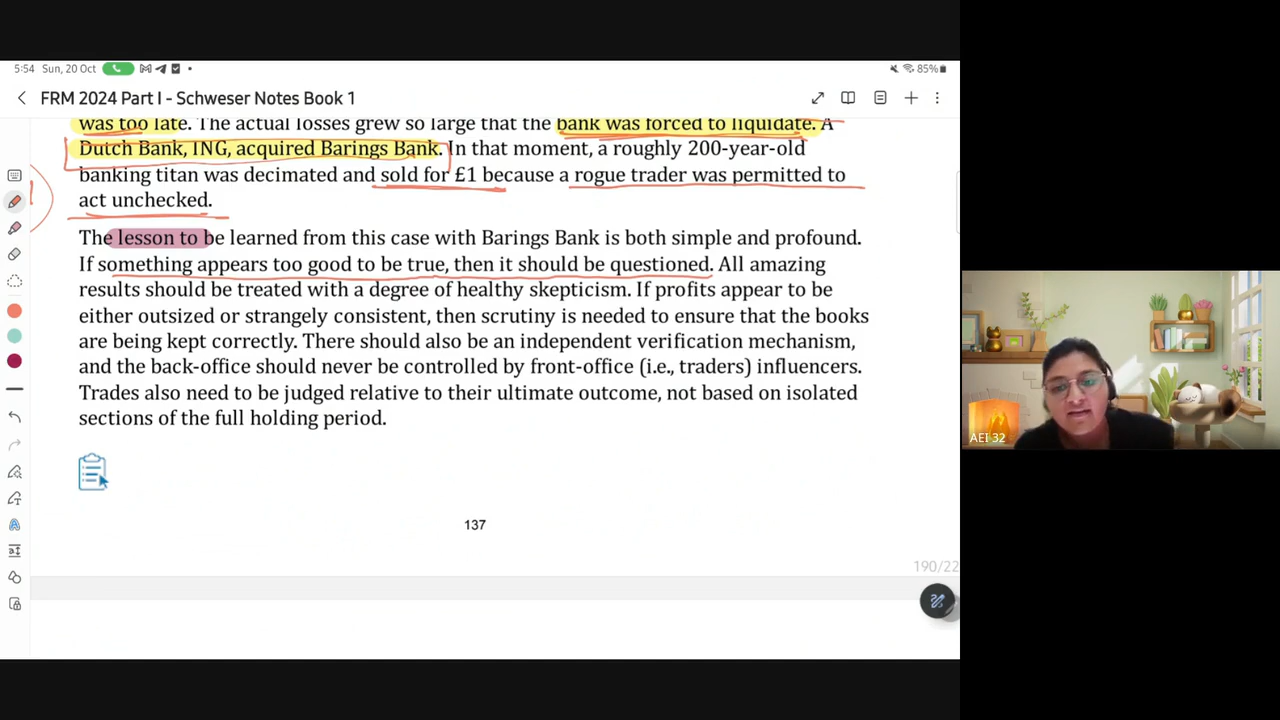 5:54 Sun, 20 Oct 85%
FRM 2024 Part I - Schweser Notes Book 1
was too late. The actual losses grew so large that the bank was forced to liquidate. A
Dutch Bank, ING, acquired Barings Bank. In that moment, a roughly 200-year-old
banking titan was decimated and sold for £1 because a rogue trader was permitted to
act unchecked.
The lesson to be learned from this case with Barings Bank is both simple and profound.
If something appears too good to be true, then it should be questioned. All amazing
results should be treated with a degree of healthy skepticism. If profits appear to be
either outsized or strangely consistent, then scrutiny is needed to ensure that the books
are being kept correctly. There should also be an independent verification mechanism,
and the back-office should never be controlled by front-office (i.e., traders) influencers.
Trades also need to be judged relative to their ultimate outcome, not based on isolated
sections of the full holding period.
137
190/22
AEI 32